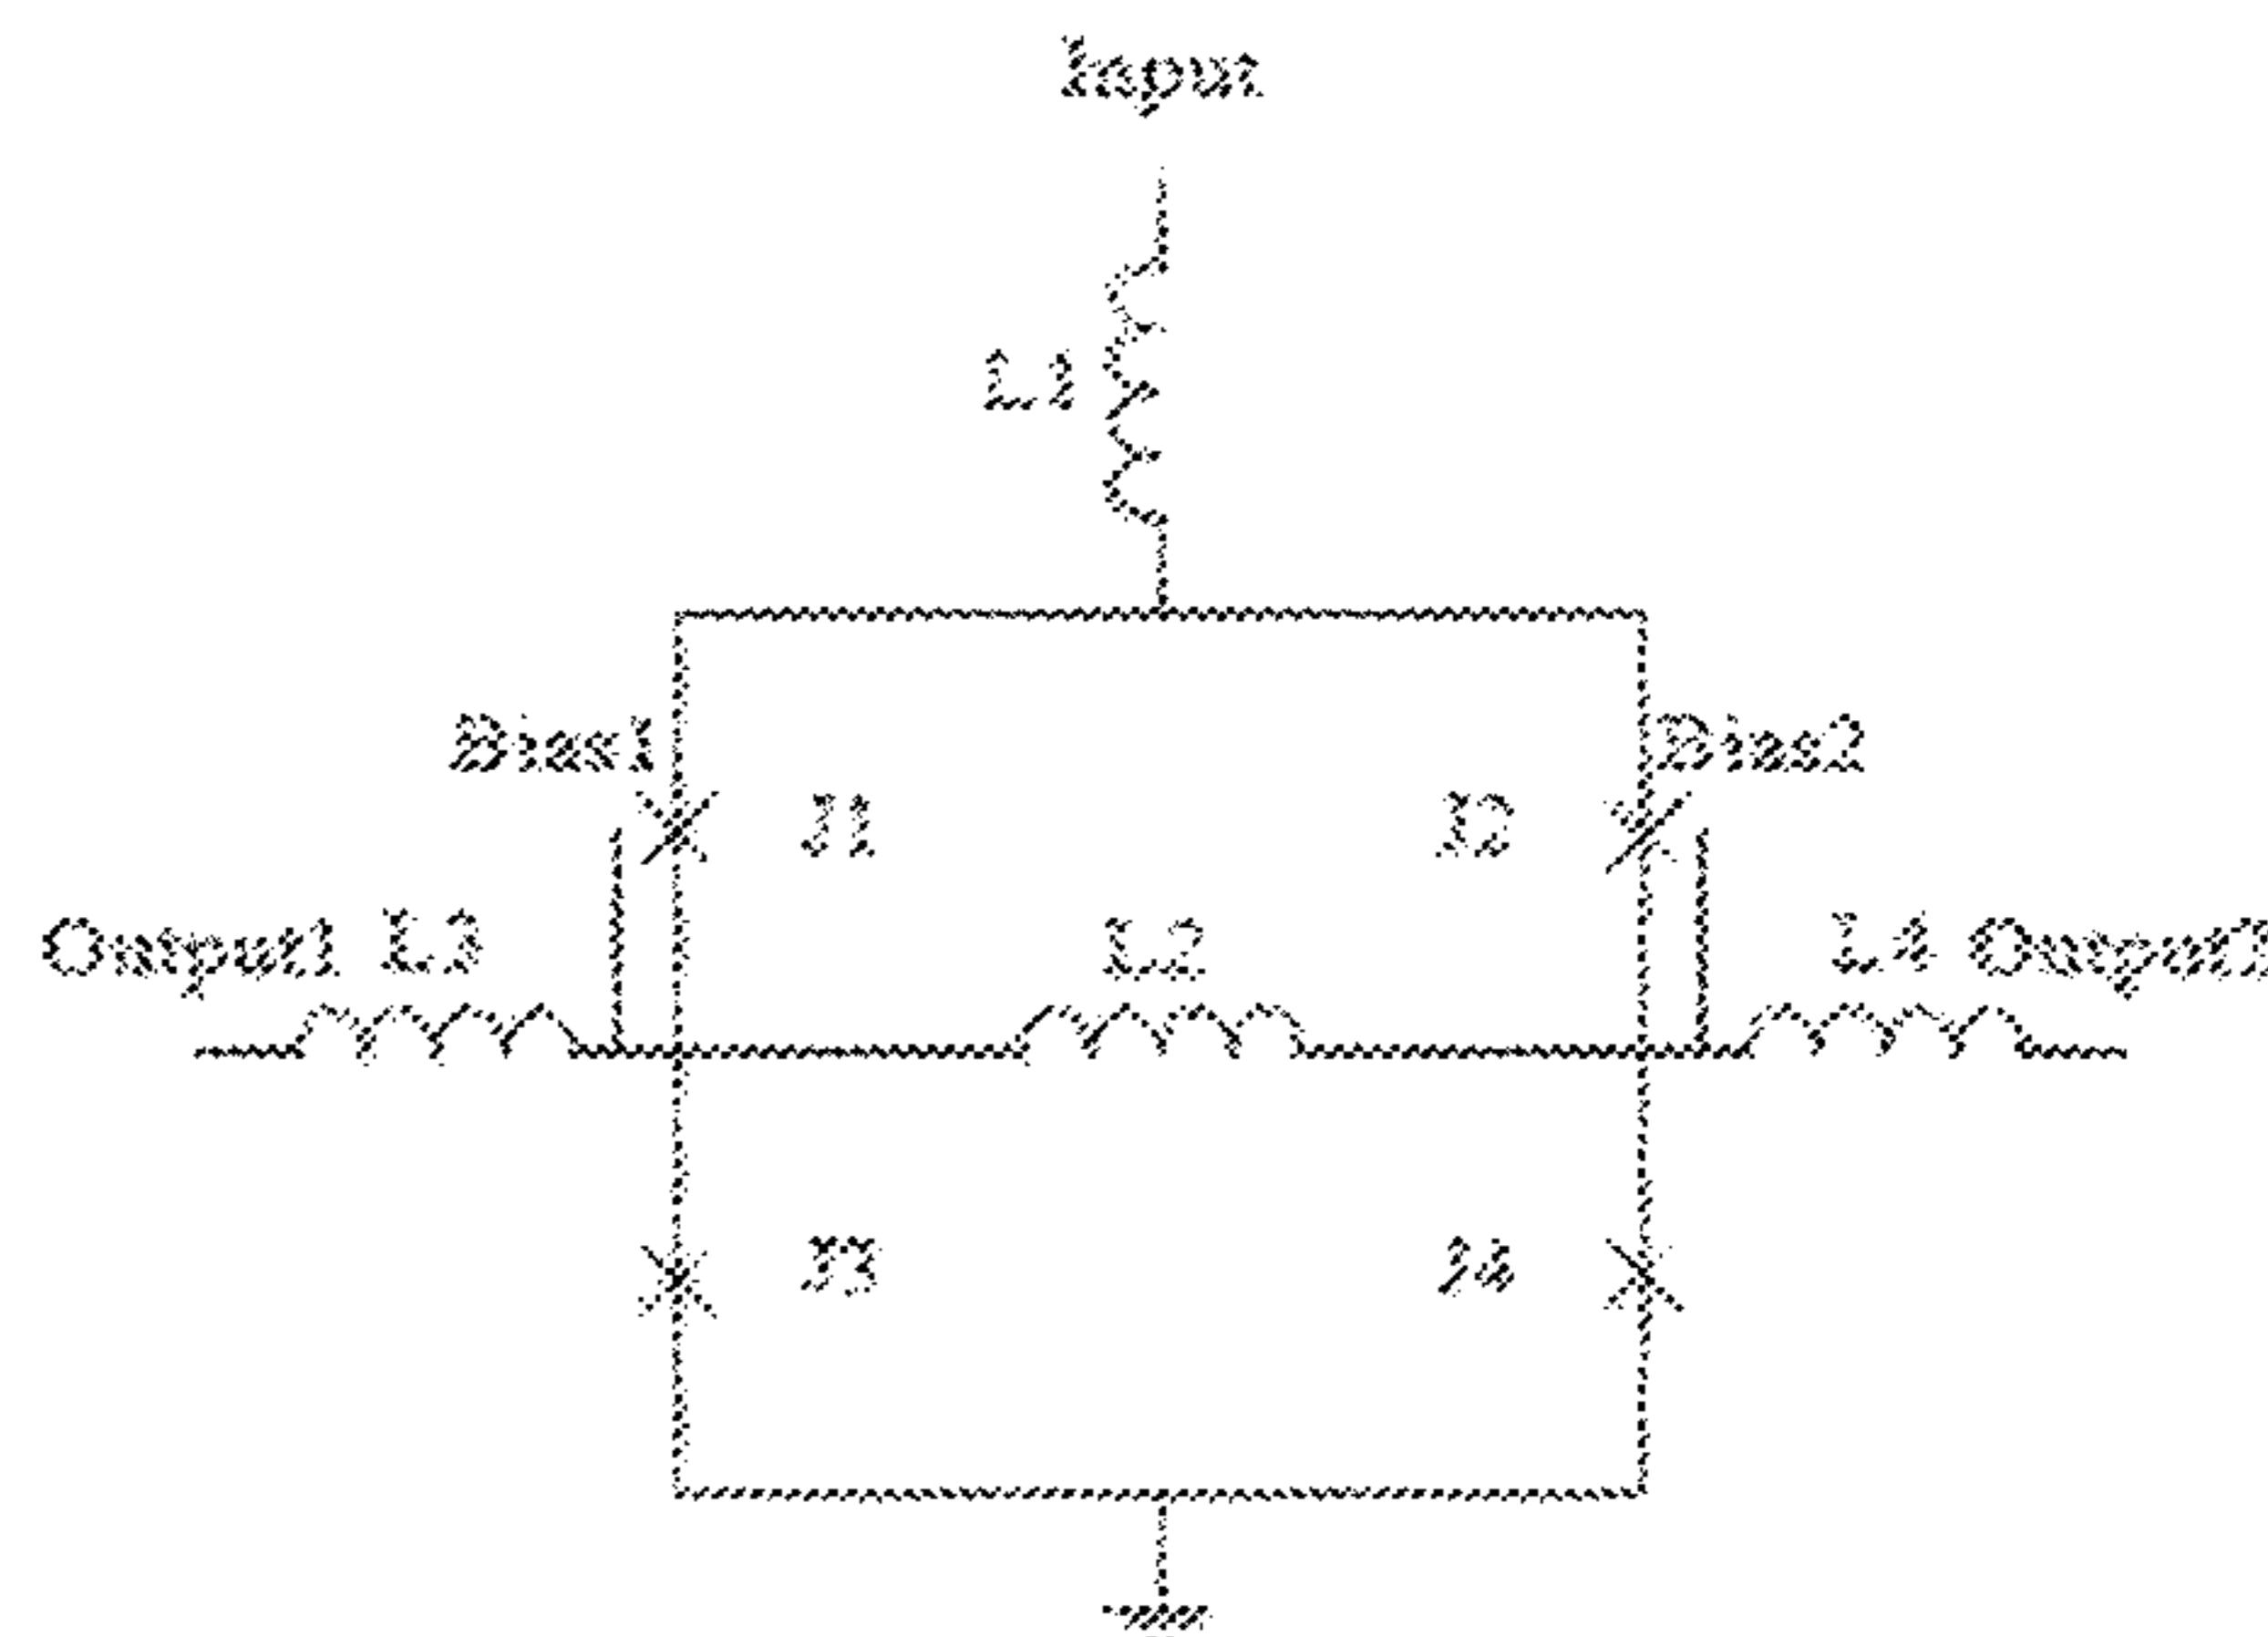 Input
L1
Bias1
Bias2
J1
J2
Output1 L3
L2
L4 Output2
J3
J4